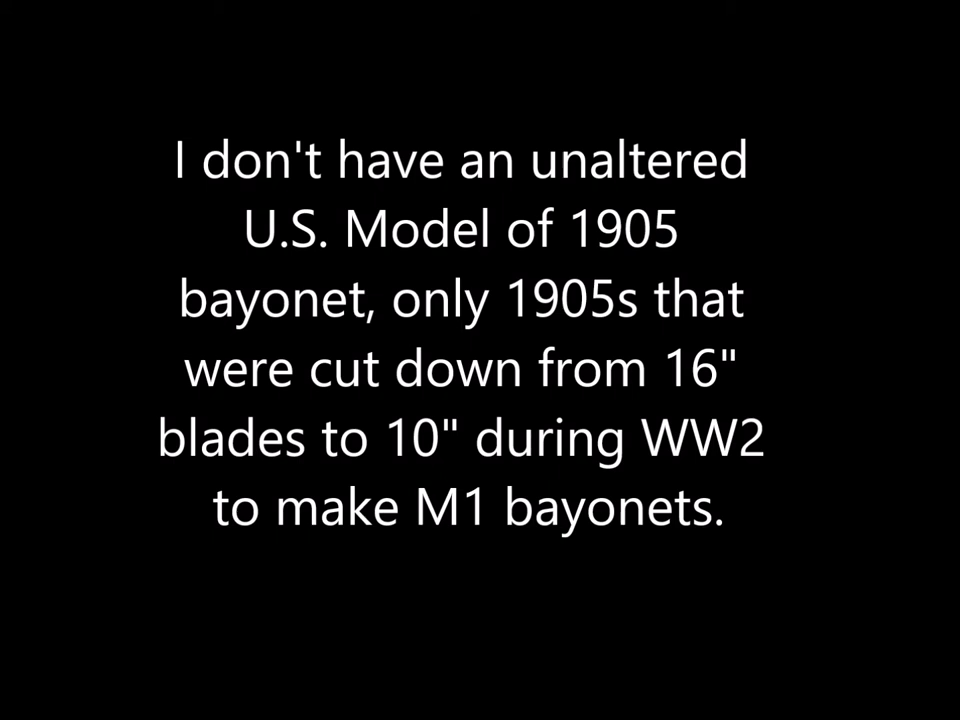 I don't have an unaltered
U.S. Model of 1905
bayonet, only 1905s that
were cut down from 16"
blades to 10" during WW2
to make M1 bayonets.